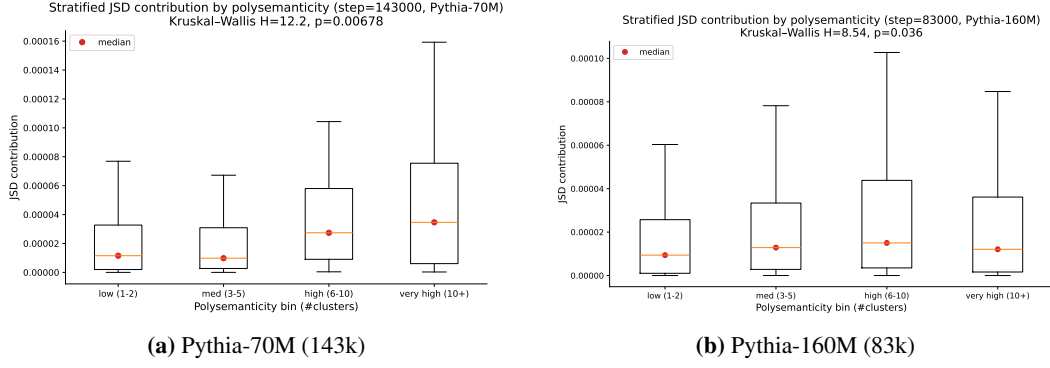 Stratified JSD contribution by polysemanticity (step=143000, Pythia-70M)
Kruskal–Wallis H=12.2, p=0.00678
median
0.00016
0.00014
0.00012
0.00010
0.00008
0.00006
0.00004
0.00002
0.00000
JSD contribution
low (1-2)
med (3-5)
high (6-10)
very high (10+)
Polysemanticity bin (#clusters)
(a) Pythia-70M (143k)
Stratified JSD contribution by polysemanticity (step=83000, Pythia-160M)
Kruskal–Wallis H=8.54, p=0.036
median
0.00010
0.00008
0.00006
0.00004
0.00002
0.00000
JSD contribution
low (1-2)
med (3-5)
high (6-10)
very high (10+)
Polysemanticity bin (#clusters)
(b) Pythia-160M (83k)